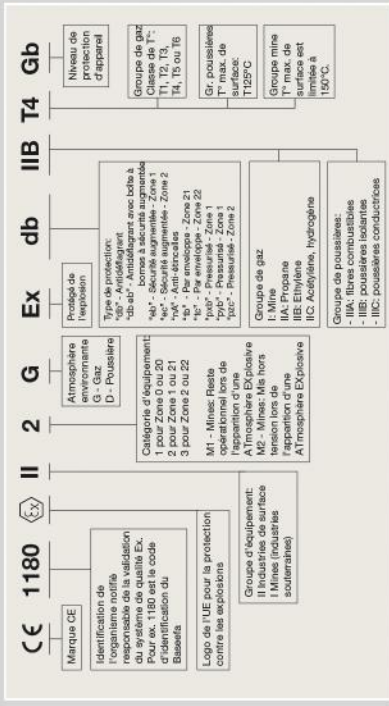 CE 1180 Ex II 2 G Ex db IIB T4 Gb
Marque CE
Identification de
l'organisme notifié
responsable de la validation
du système de qualité Ex.
Pour ex. 1180 est le code
d'identification du
Baseefa
Logo de l'UE pour la protection
contre les explosions
Groupe d'équipement:
II Industries de surface
I Mines (industries
souterraines)
Atmosphère
environnante
G - Gaz
D - Poussière
Catégorie d'équipement:
1 pour Zone 0 ou 20
2 pour Zone 1 ou 21
3 pour Zone 2 ou 22
M1 - Mines: Reste
opérationnel lors de
l'apparition d'une
ATmosphère EXplosive
M2 - Mines: Mis hors
tension lors de
l'apparition d'une
ATmosphère EXplosive
Protégé de
l'explosion
Type de protection:
"db" - Antidéflagrant
"db eb" - Antidéflagrant avec boîte à
bornes à sécurité augmentée
"eb" - Sécurité augmentée - Zone 1
"ec" - Sécurité augmentée - Zone 2
"nA" - Anti-étincelles
"tb" - Par enveloppe - Zone 21
"tc" - Par enveloppe - Zone 22
"pxb" - Pressurisé - Zone 1
"pyb" - Pressurisé - Zone 1
"pzc" - Pressurisé - Zone 2
Groupe de gaz
I: Mine
IIA: Propane
IIB: Ethylène
IIC: Acétylène, hydrogène
Groupe de poussières:
- IIIA: fibres combustibles
- IIIB: poussières isolantes
- IIIC: poussières conductrices
Niveau de
protection
d'appareil
Groupe de gaz
Classe de T°:
T1, T2, T3,
T4, T5 ou T6
Gr. poussières
T° max. de
surface:
T125°C
Groupe mine
T° max. de
surface est
limitée à
150°C.